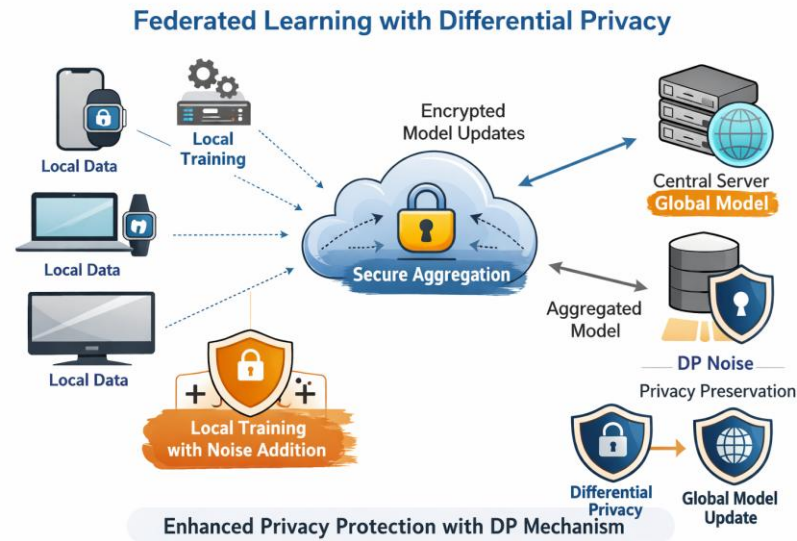 Federated Learning with Differential Privacy
Local Data
Local
Training
Encrypted
Model Updates
Central Server
Global Model
Local Data
Secure Aggregation
Aggregated
Model
DP Noise
Local Data
Privacy Preservation
Local Training
with Noise Addition
Differential
Privacy
Global Model
Update
Enhanced Privacy Protection with DP Mechanism